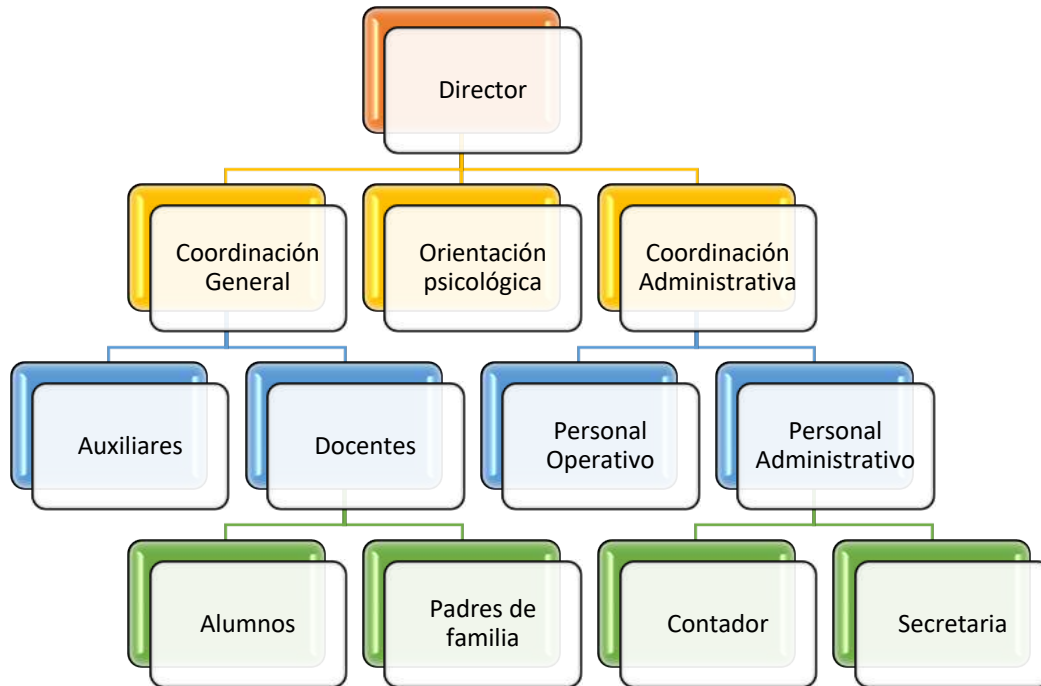 Director
Coordinación
General
Orientación
psicológica
Coordinación
Administrativa
Auxiliares
Docentes
Personal
Operativo
Personal
Administrativo
Alumnos
Padres de
familia
Contador
Secretaria